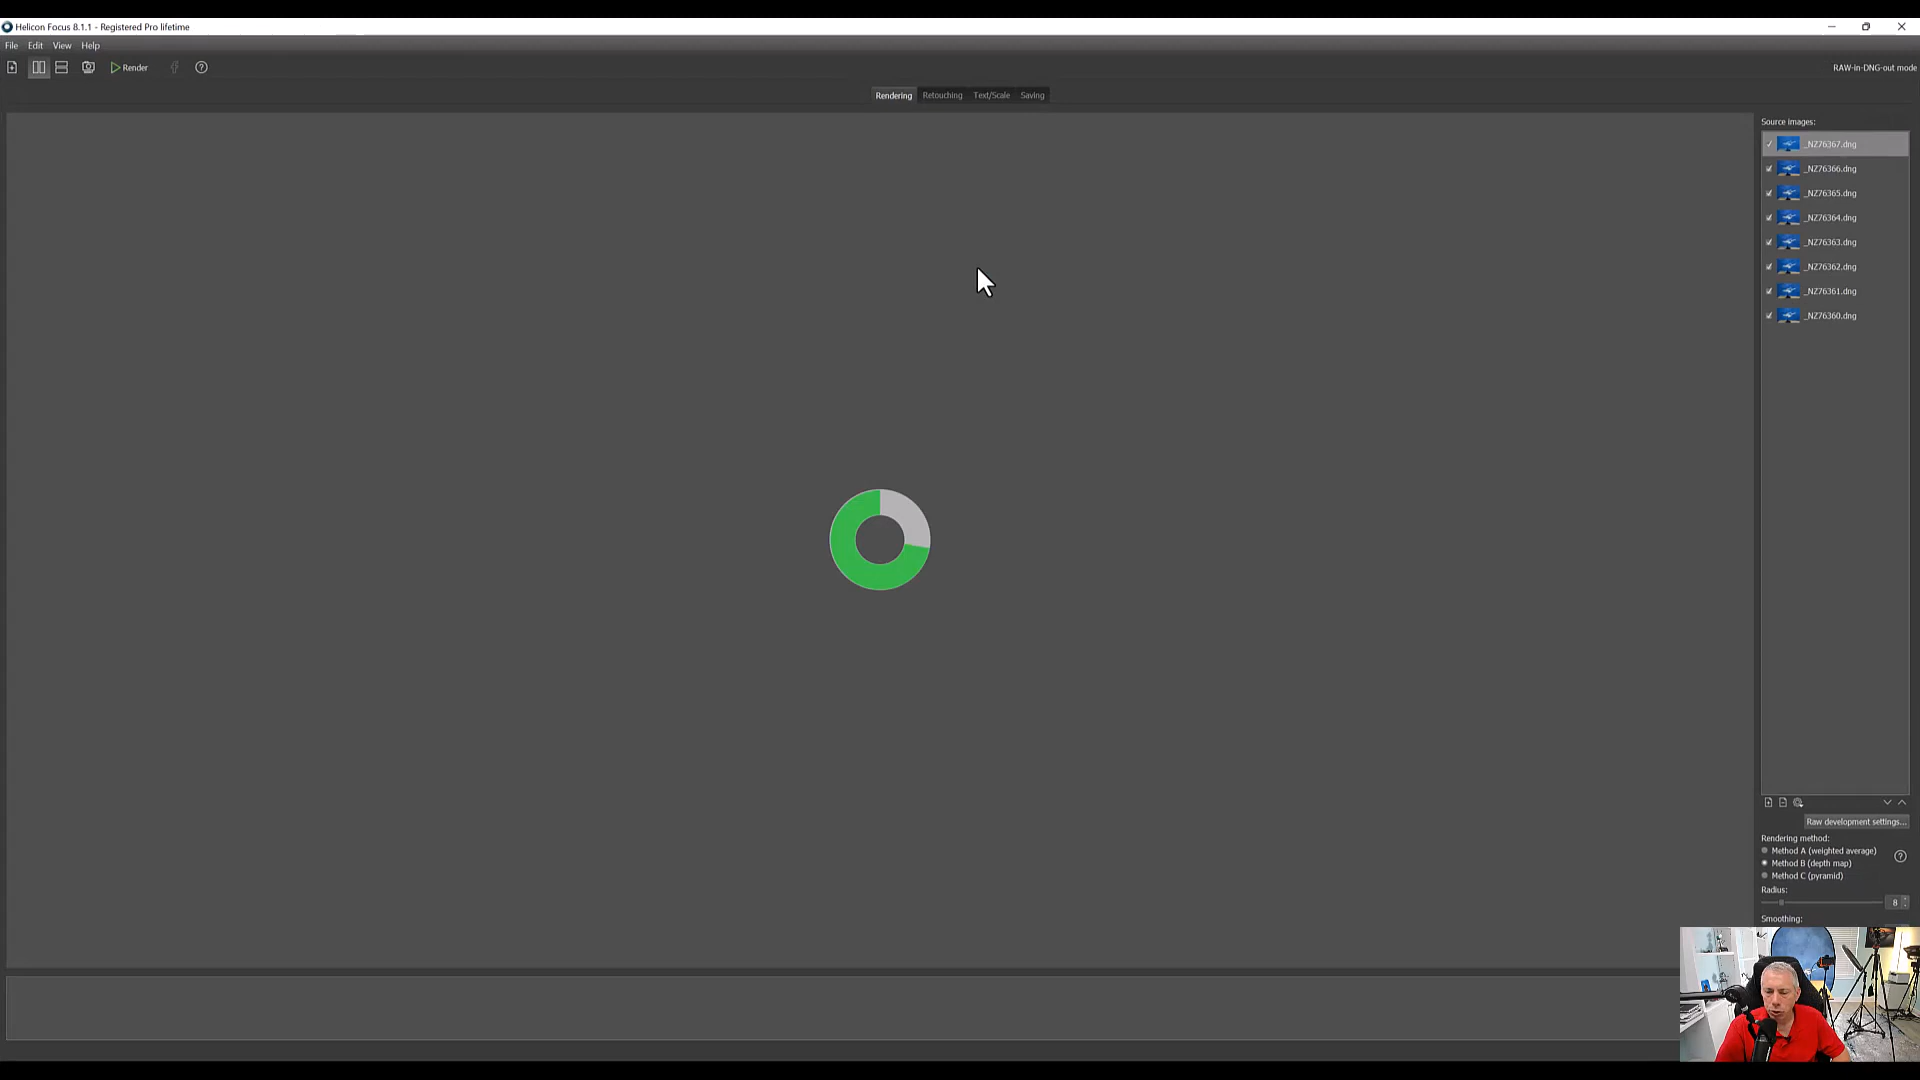 Helicon Focus 8.1.1 - Registered Pro lifetime
File Edit View Help
Render
RAW-in-DNG-out mode
Rendering Retouching Text/Scale Saving
Source images:
_NZ76367.dng
_NZ76366.dng
_NZ76365.dng
_NZ76364.dng
_NZ76363.dng
_NZ76362.dng
_NZ76361.dng
_NZ76360.dng
Raw development settings...
Rendering method:
Method A (weighted average)
Method B (depth map)
Method C (pyramid)
Radius:
8
Smoothing: